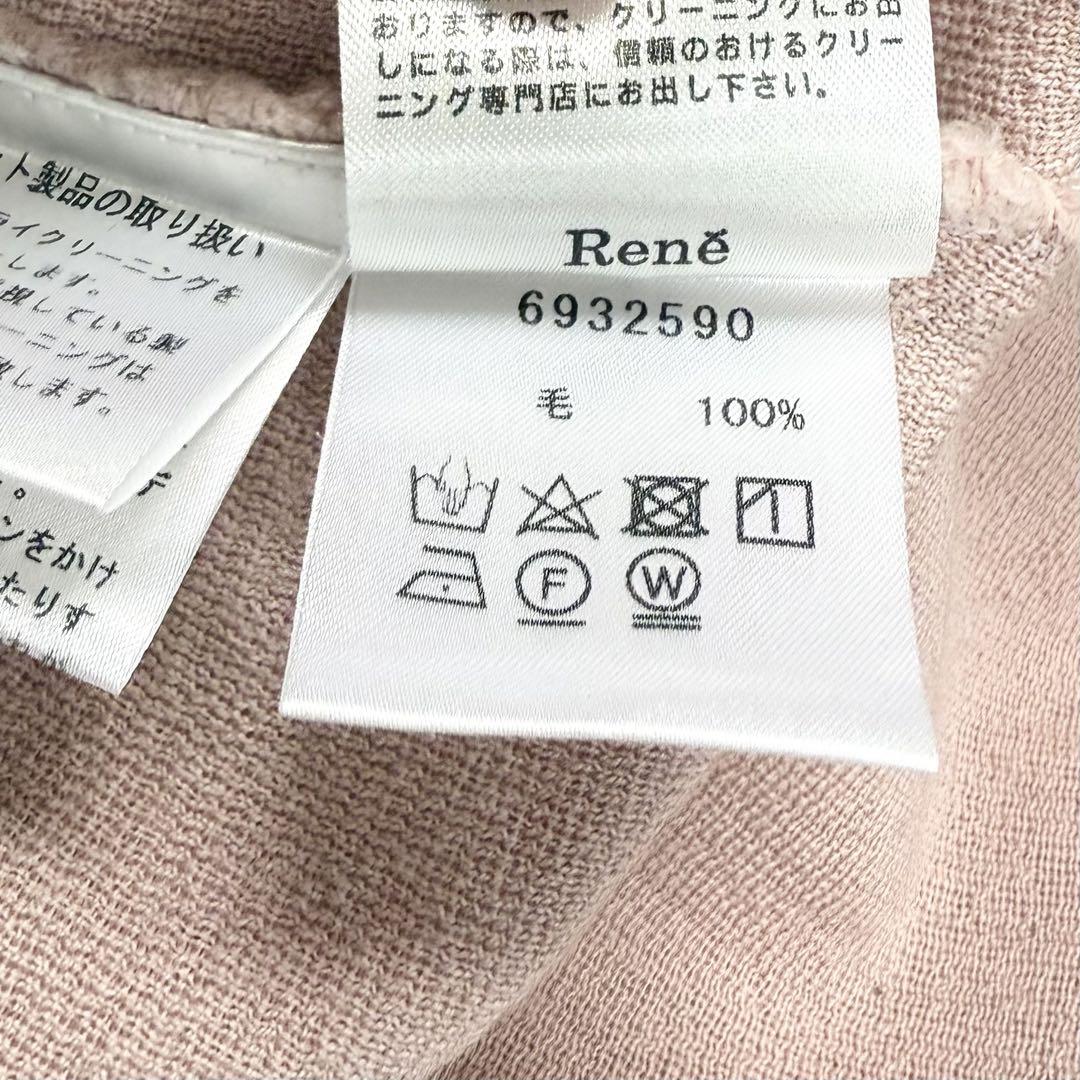 おりますので、クリーニングにお出
しになる際は、信頼のおけるクリー
ニング専門店にお出し下さい。
René
6932590
毛 100%
F W
ット製品の取り扱い
イクリーニングを
します。
している製
ーニングは
します。
ンをかけ
たりす